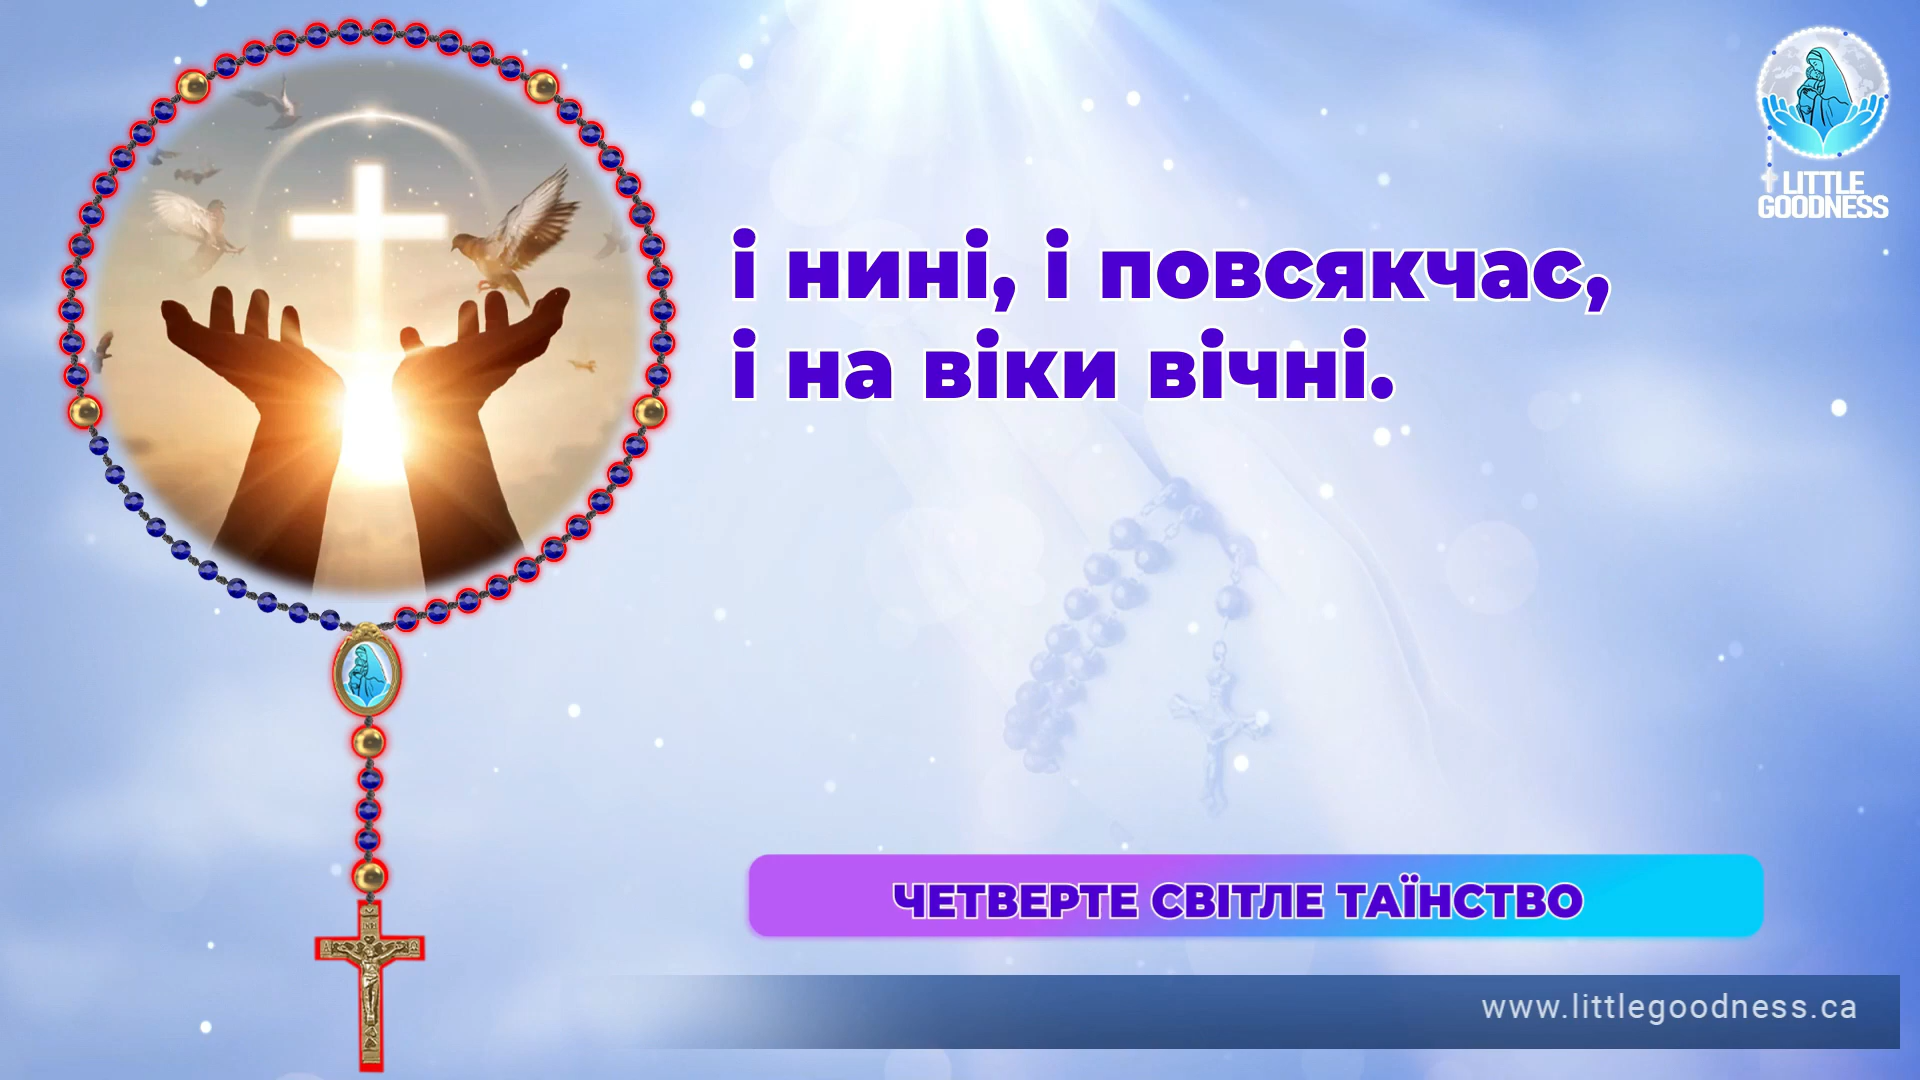 LITTLE
GOODNESS
і нині, і повсякчас,
і на віки вічні.
ЧЕТВЕРТЕ СВІТЛЕ ТАЇНСТВО
www.littlegoodness.ca